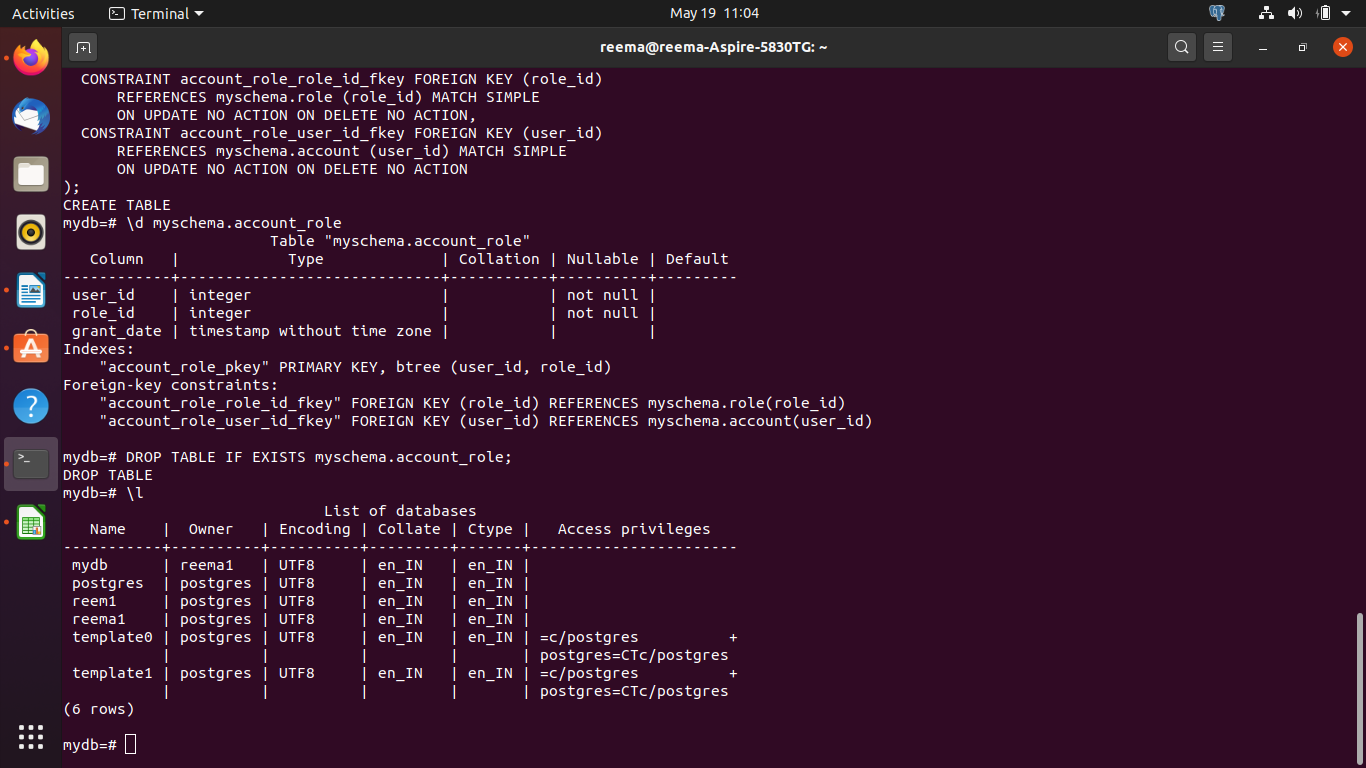 Activities Terminal May 19 11:04
reema@reema-Aspire-5830TG: ~
  CONSTRAINT account_role_role_id_fkey FOREIGN KEY (role_id)
      REFERENCES myschema.role (role_id) MATCH SIMPLE
      ON UPDATE NO ACTION ON DELETE NO ACTION,
  CONSTRAINT account_role_user_id_fkey FOREIGN KEY (user_id)
      REFERENCES myschema.account (user_id) MATCH SIMPLE
      ON UPDATE NO ACTION ON DELETE NO ACTION
);
CREATE TABLE
mydb=# \d myschema.account_role
                       Table "myschema.account_role"
   Column   |            Type             | Collation | Nullable | Default 
------------+-----------------------------+-----------+----------+---------
 user_id    | integer                     |           | not null | 
 role_id    | integer                     |           | not null | 
 grant_date | timestamp without time zone |           |          | 
Indexes:
    "account_role_pkey" PRIMARY KEY, btree (user_id, role_id)
Foreign-key constraints:
    "account_role_role_id_fkey" FOREIGN KEY (role_id) REFERENCES myschema.role(role_id)
    "account_role_user_id_fkey" FOREIGN KEY (user_id) REFERENCES myschema.account(user_id)

mydb=# DROP TABLE IF EXISTS myschema.account_role;
DROP TABLE
mydb=# \l
                             List of databases
   Name    |  Owner   | Encoding | Collate | Ctype |   Access privileges   
-----------+----------+----------+---------+-------+-----------------------
 mydb      | reema1   | UTF8     | en_IN   | en_IN | 
 postgres  | postgres | UTF8     | en_IN   | en_IN | 
 reem1     | postgres | UTF8     | en_IN   | en_IN | 
 reema1    | postgres | UTF8     | en_IN   | en_IN | 
 template0 | postgres | UTF8     | en_IN   | en_IN | =c/postgres          +
           |          |          |         |       | postgres=CTc/postgres
 template1 | postgres | UTF8     | en_IN   | en_IN | =c/postgres          +
           |          |          |         |       | postgres=CTc/postgres
(6 rows)

mydb=#